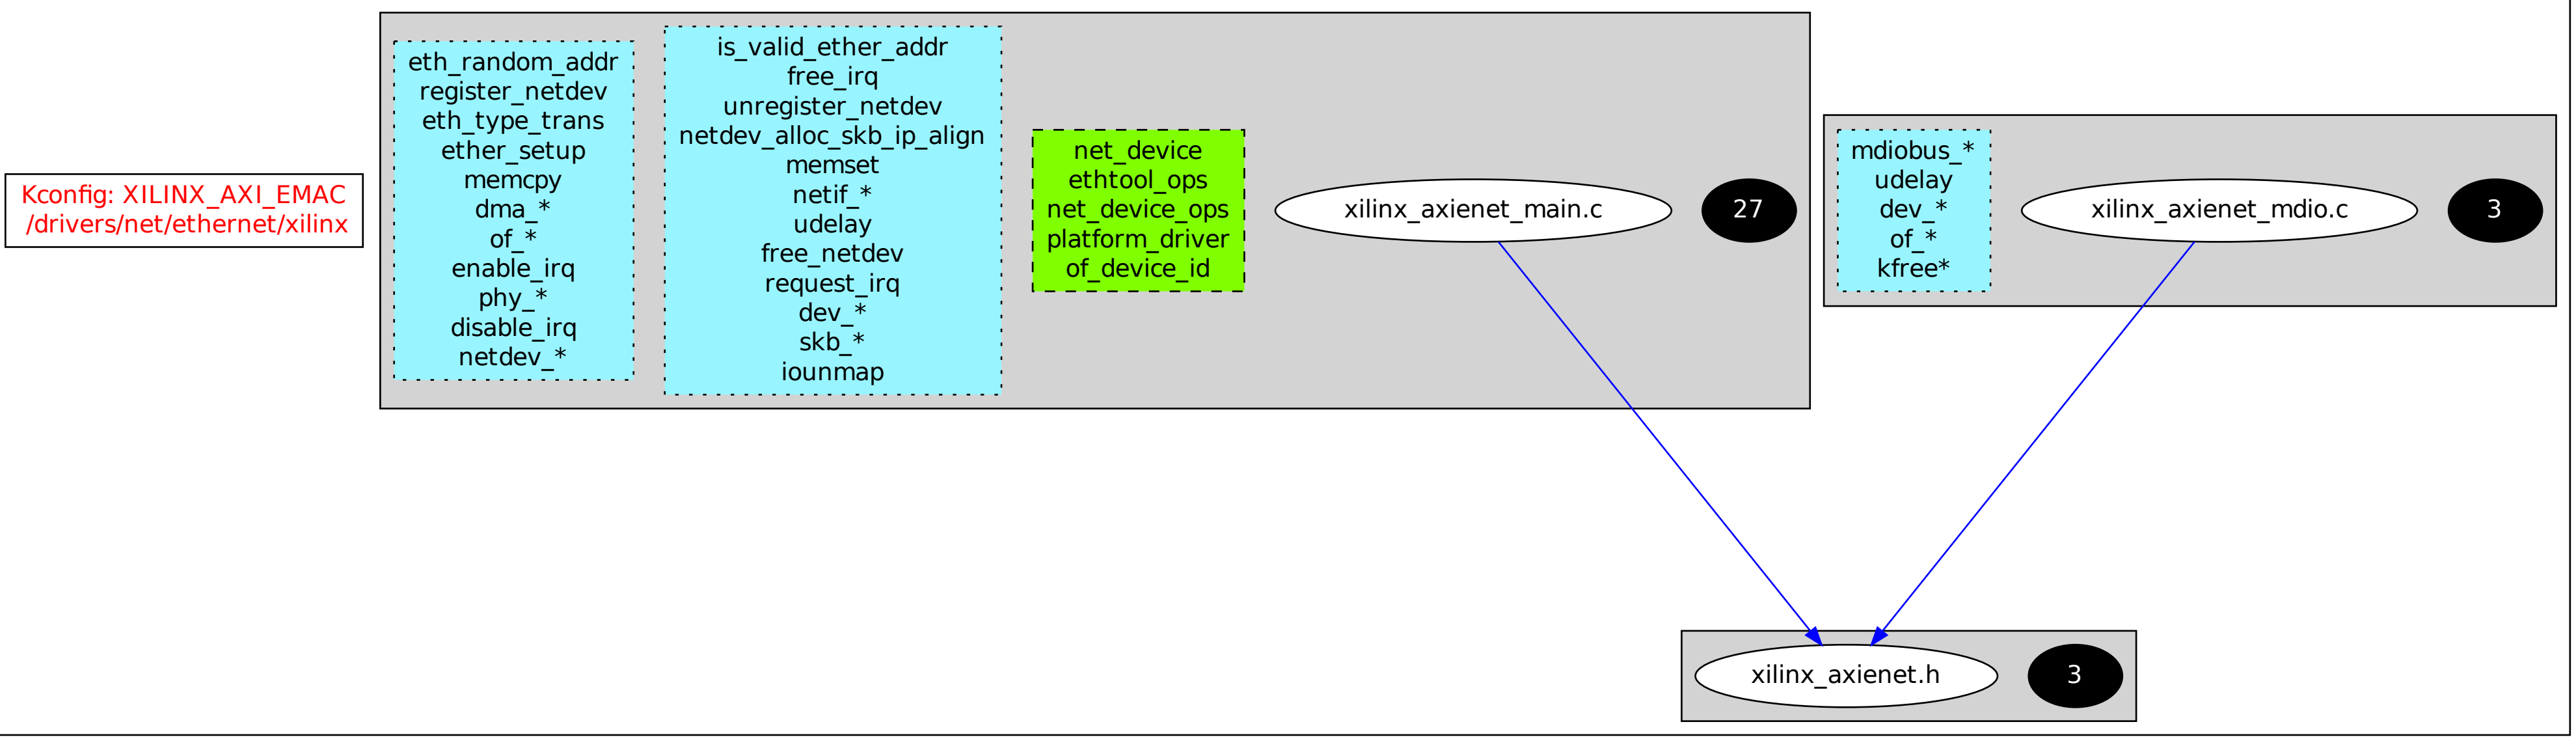 Kconfig: XILINX_AXI_EMAC
/drivers/net/ethernet/xilinx
eth_random_addr
register_netdev
eth_type_trans
ether_setup
memcpy
dma_*
of_*
enable_irq
phy_*
disable_irq
netdev_*
is_valid_ether_addr
free_irq
unregister_netdev
netdev_alloc_skb_ip_align
memset
netif_*
udelay
free_netdev
request_irq
dev_*
skb_*
iounmap
net_device
ethtool_ops
net_device_ops
platform_driver
of_device_id
xilinx_axienet_main.c
27
mdiobus_*
udelay
dev_*
of_*
kfree*
xilinx_axienet_mdio.c
3
xilinx_axienet.h
3